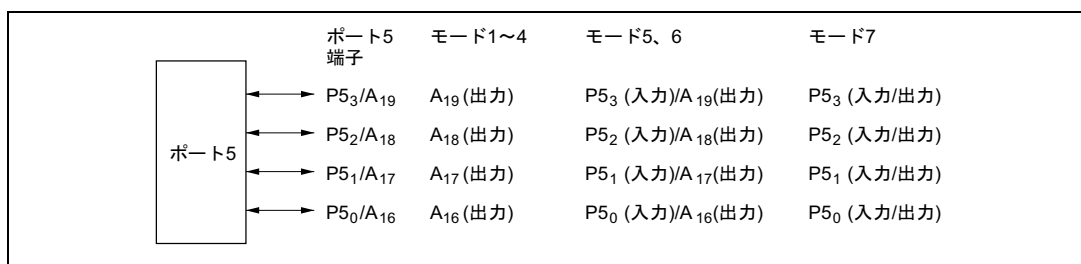 ポート5 モード1～4 モード5、6 モード7
端子
P5₃/A₁₉ A₁₉(出力) P5₃ (入力)/A₁₉(出力) P5₃ (入力/出力)
P5₂/A₁₈ A₁₈(出力) P5₂ (入力)/A₁₈(出力) P5₂ (入力/出力)
ポート5
P5₁/A₁₇ A₁₇(出力) P5₁ (入力)/A₁₇(出力) P5₁ (入力/出力)
P5₀/A₁₆ A₁₆(出力) P5₀ (入力)/A₁₆(出力) P5₀ (入力/出力)